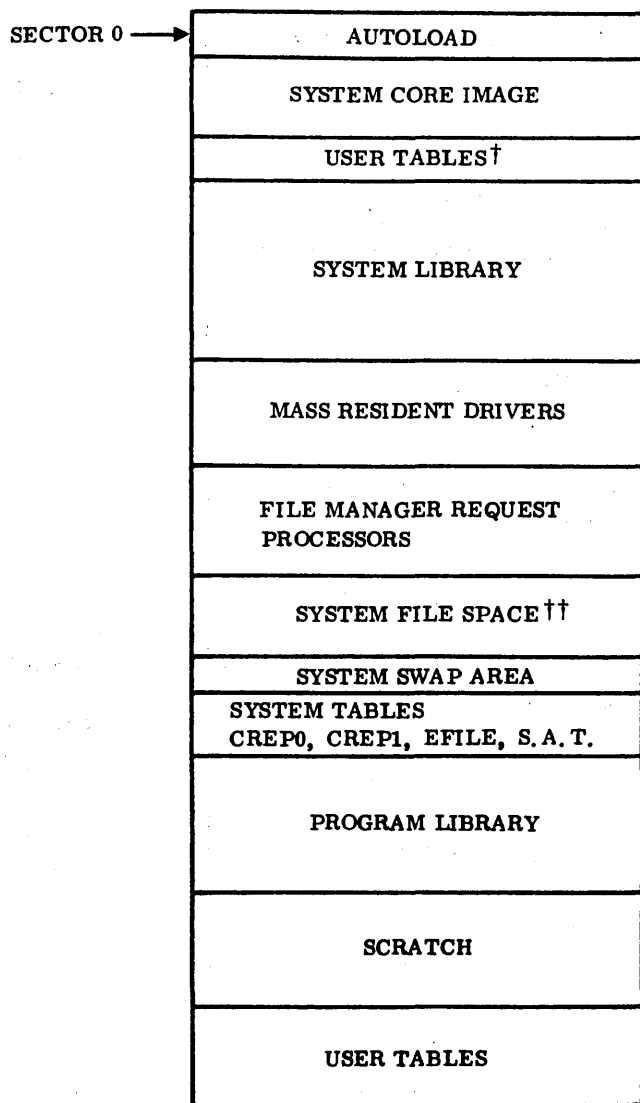 SECTOR 0
AUTOLOAD
SYSTEM CORE IMAGE
USER TABLES†
SYSTEM LIBRARY
MASS RESIDENT DRIVERS
FILE MANAGER REQUEST
PROCESSORS
SYSTEM FILE SPACE††
SYSTEM SWAP AREA
SYSTEM TABLES
CREP0, CREP1, EFILE, S.A.T.
PROGRAM LIBRARY
SCRATCH
USER TABLES